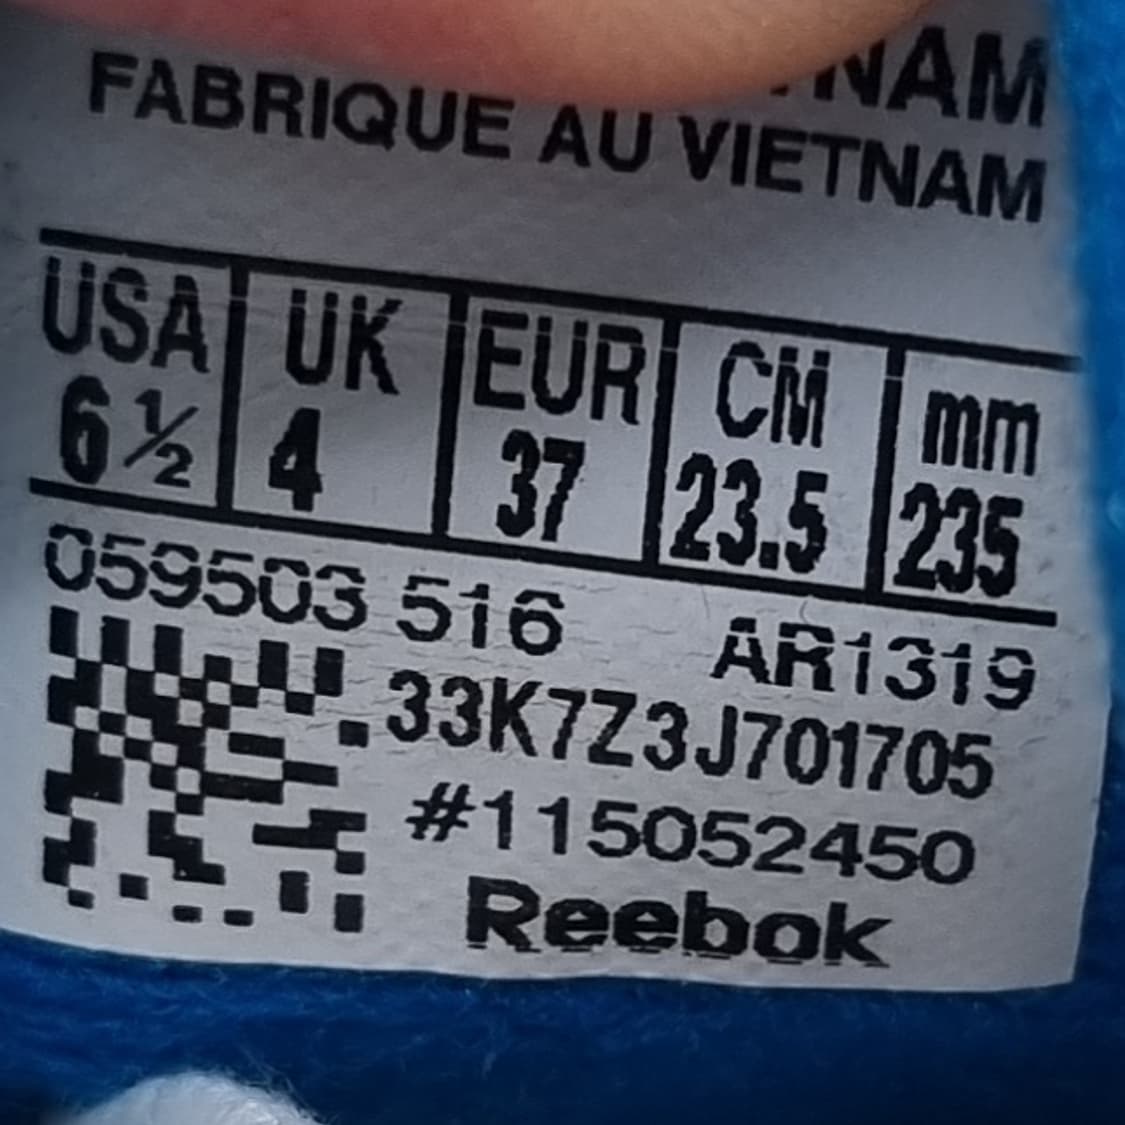 FABRIQUE AU VIETNAM
USA UK EUR CM mm
6½ 4 37 23.5 235
059503 516 AR1319
33K7Z3J701705
#115052450
Reebok